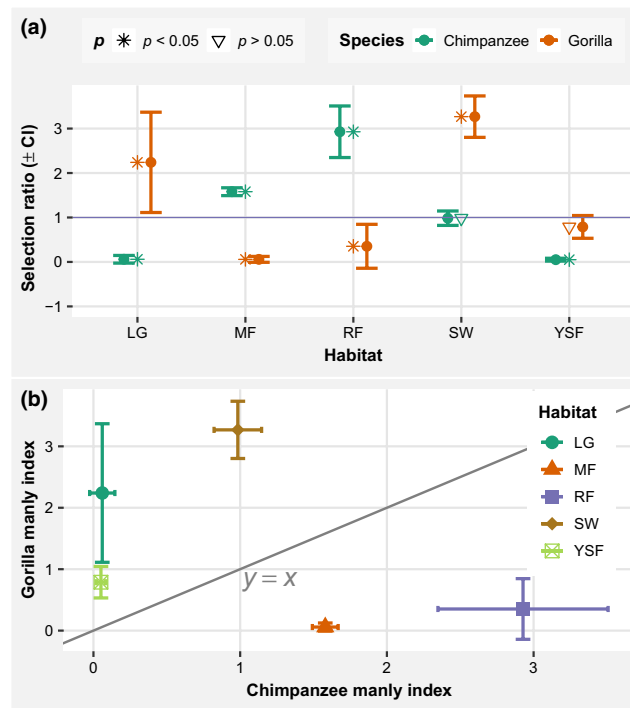 (a)
p p < 0.05 p > 0.05 Species Chimpanzee Gorilla
Selection ratio (± CI)
3
2
1
0
−1
LG MF RF SW YSF
Habitat
(b)
Gorilla manly index
3
2
1
0
y = x
Habitat
LG
MF
RF
SW
YSF
0 1 2 3
Chimpanzee manly index